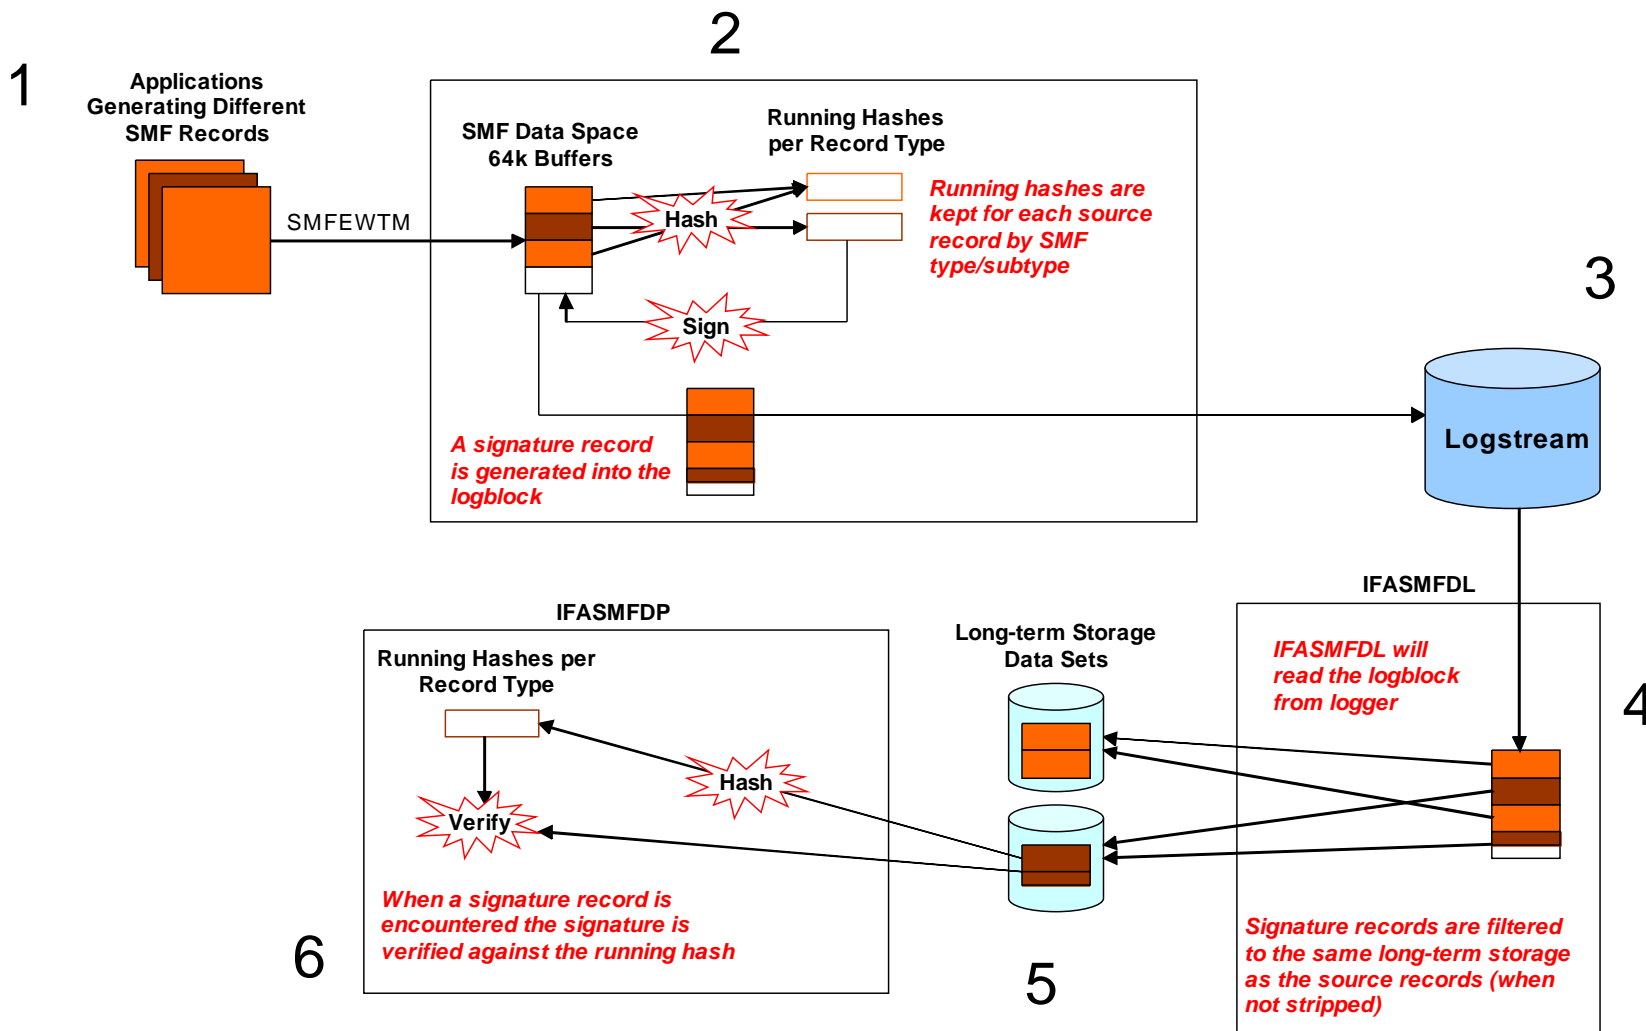 1
Applications
Generating Different
SMF Records
SMFEWTM
2
SMF Data Space
64k Buffers
Running Hashes
per Record Type
Hash
Running hashes are
kept for each source
record by SMF
type/subtype
Sign
A signature record
is generated into the
logblock
3
Logstream
IFASMFDL
IFASMFDL will
read the logblock
from logger
4
Signature records are filtered
to the same long-term storage
as the source records (when
not stripped)
Long-term Storage
Data Sets
5
IFASMFDP
Running Hashes per
Record Type
Hash
Verify
When a signature record is
encountered the signature is
verified against the running hash
6